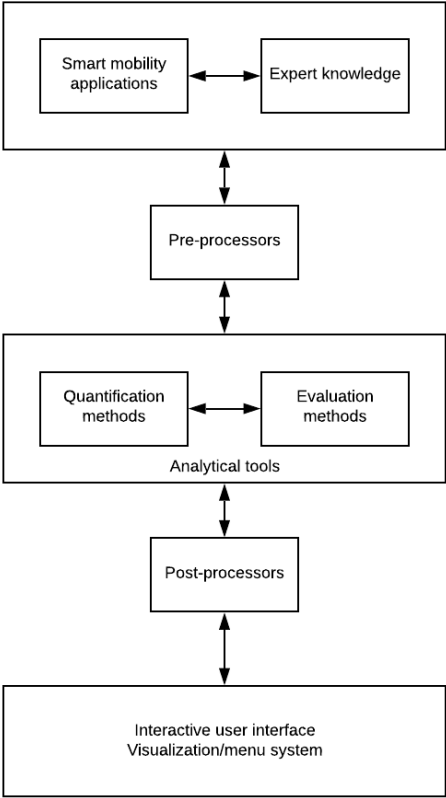 Smart mobility
applications
Expert knowledge
Pre-processors
Quantification
methods
Evaluation
methods
Analytical tools
Post-processors
Interactive user interface
Visualization/menu system